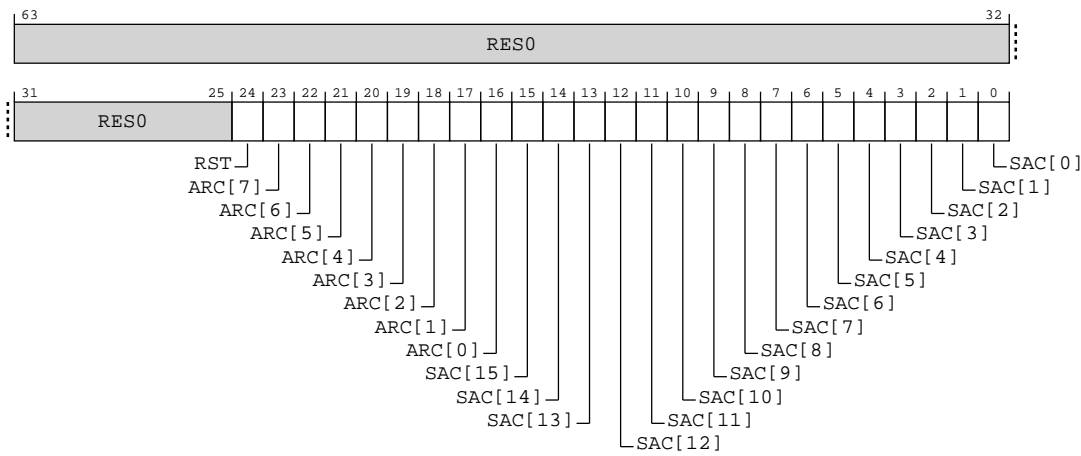 63 32
RES0
31 25 24 23 22 21 20 19 18 17 16 15 14 13 12 11 10 9 8 7 6 5 4 3 2 1 0
RES0
RST SAC[0]
ARC[7] SAC[1]
ARC[6] SAC[2]
ARC[5] SAC[3]
ARC[4] SAC[4]
ARC[3] SAC[5]
ARC[2] SAC[6]
ARC[1] SAC[7]
ARC[0] SAC[8]
SAC[15] SAC[9]
SAC[14] SAC[10]
SAC[13] SAC[11]
SAC[12]